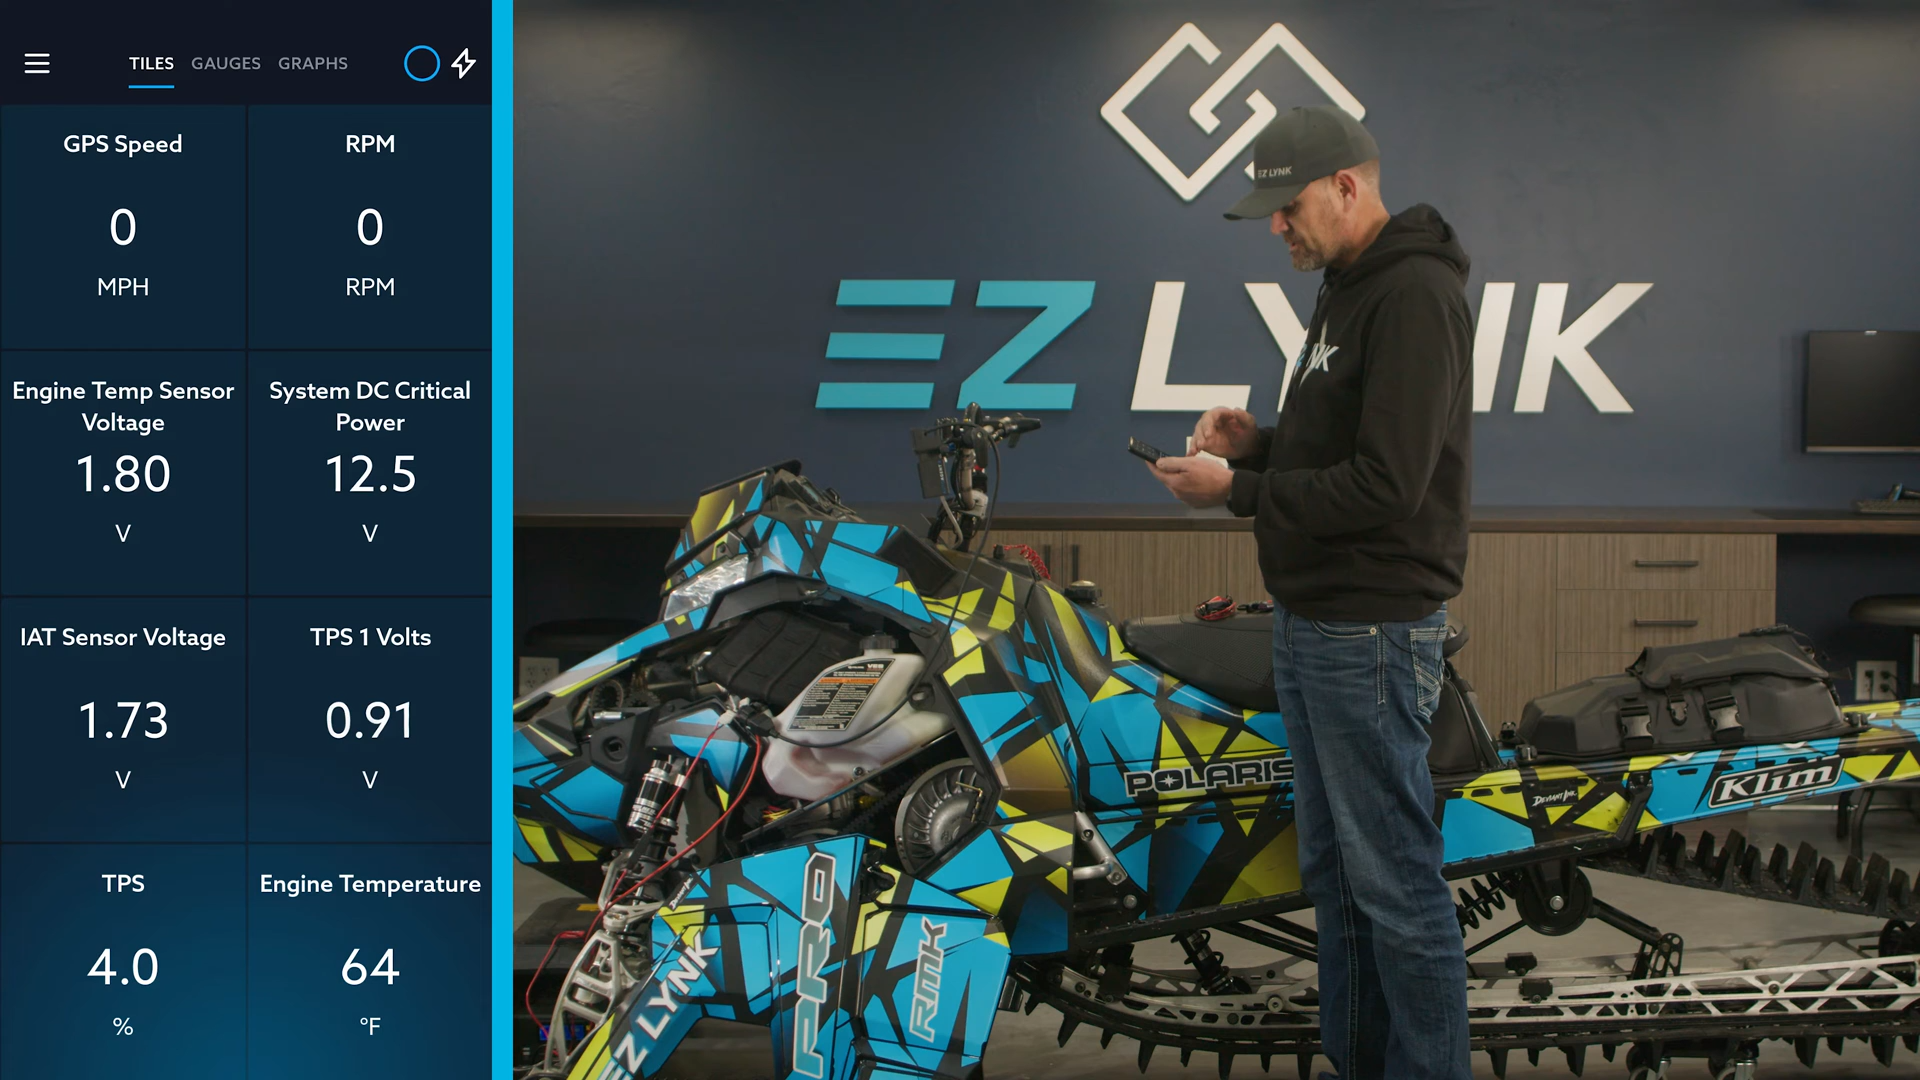 TILES GAUGES GRAPHS
GPS Speed
0
MPH
RPM
0
RPM
Engine Temp Sensor
Voltage
1.80
V
System DC Critical
Power
12.5
V
IAT Sensor Voltage
1.73
V
TPS 1 Volts
0.91
V
TPS
4.0
%
Engine Temperature
64
°F
EZ LYNK
EZ LYNK
POLARIS
DEVIANT INK
Klim
PRO
RMK
EZ LYNK